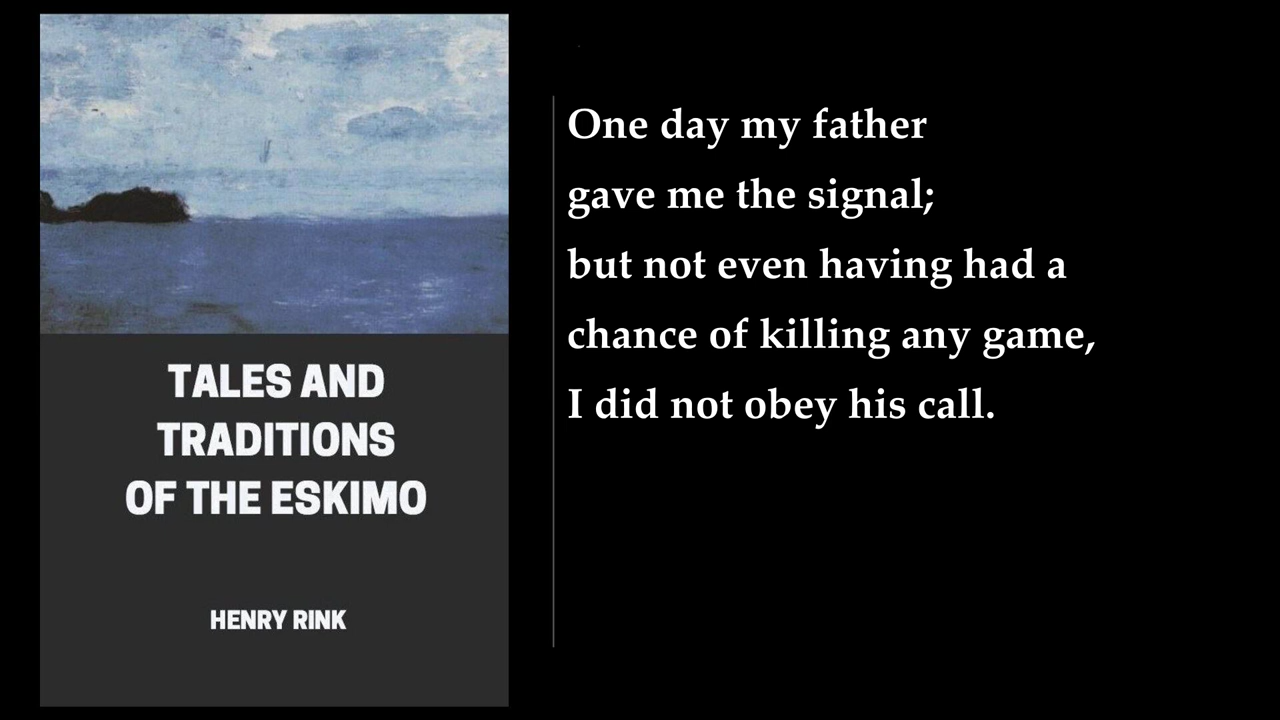 TALES AND
TRADITIONS
OF THE ESKIMO
HENRY RINK
One day my father
gave me the signal;
but not even having had a
chance of killing any game,
I did not obey his call.